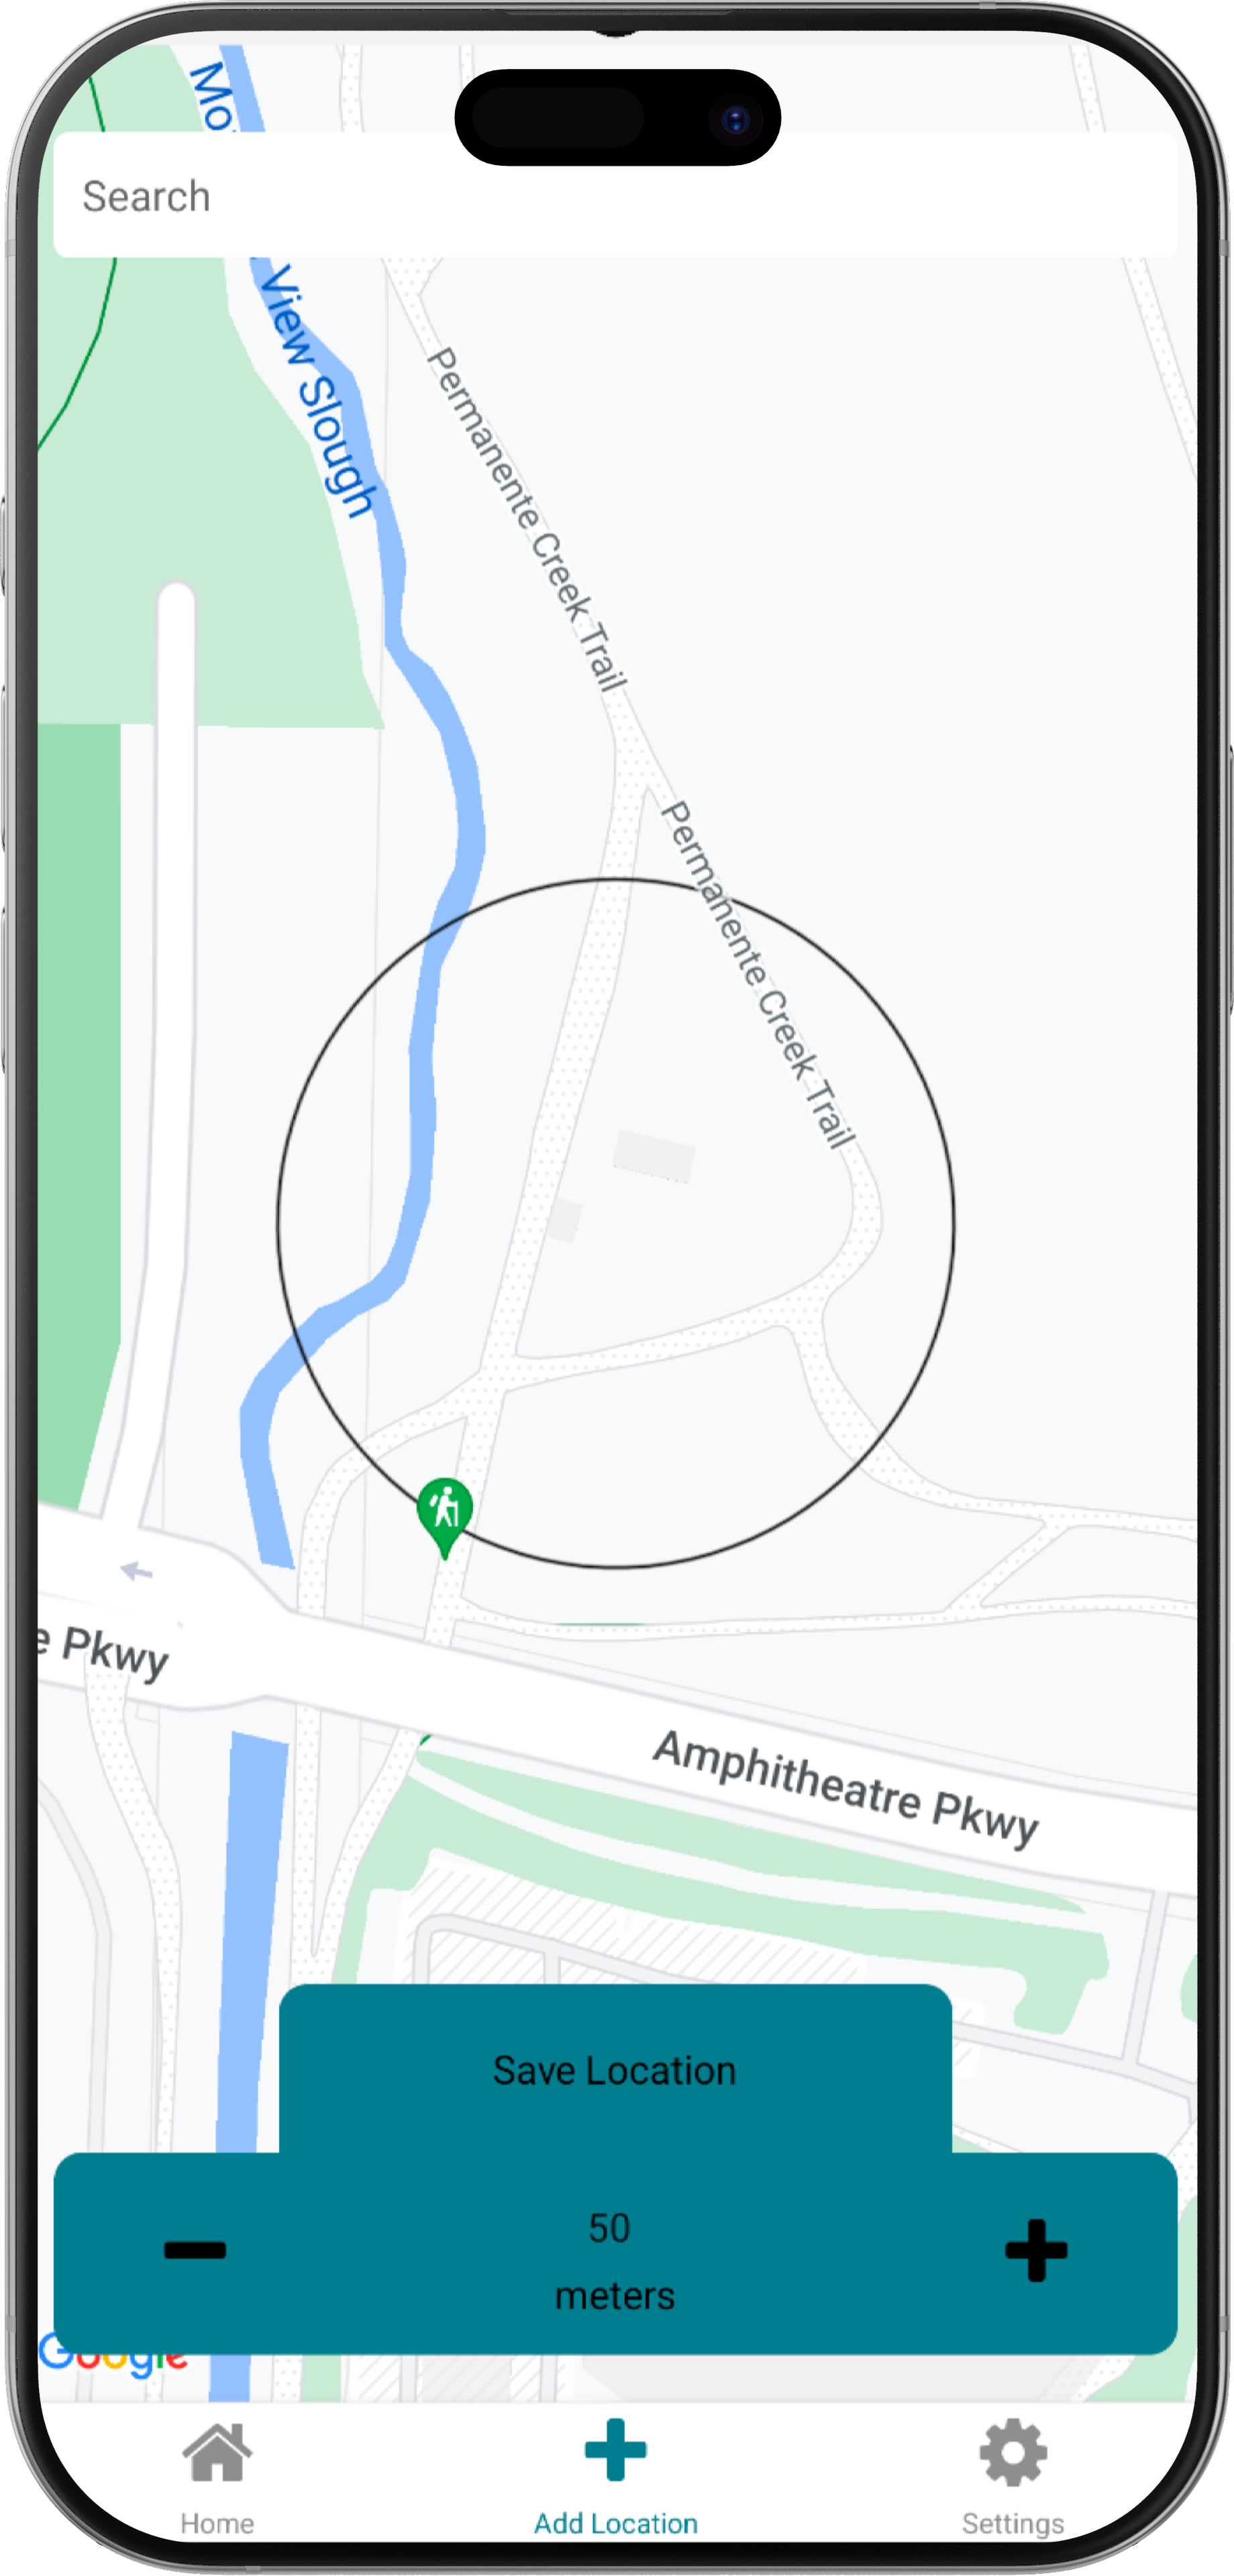 Search
View Slough
Permanente Creek Trail
Permanente Creek Trail
e Pkwy
Amphitheatre Pkwy
Save Location
50
meters
Google
Home
Add Location
Settings